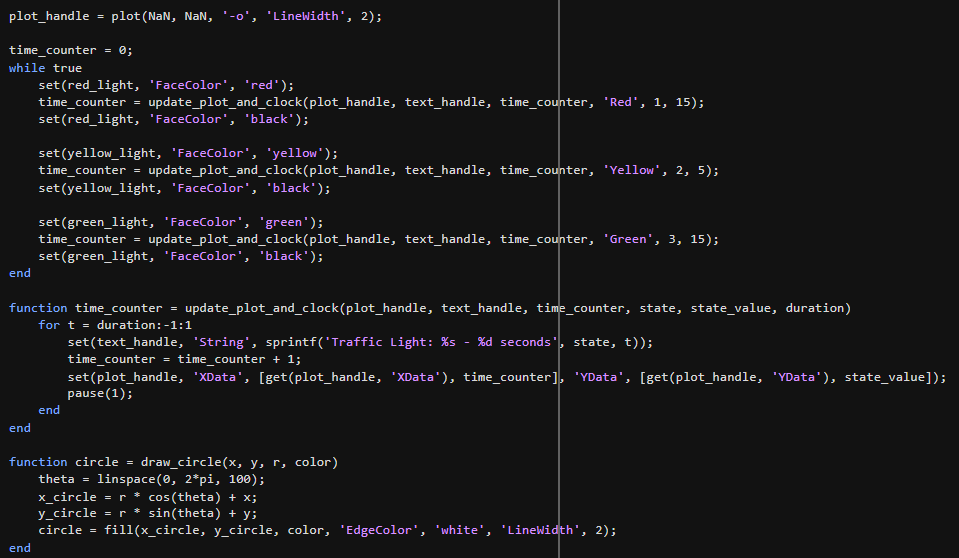 plot_handle = plot(NaN, NaN, '-o', 'LineWidth', 2);

time_counter = 0;
while true
    set(red_light, 'FaceColor', 'red');
    time_counter = update_plot_and_clock(plot_handle, text_handle, time_counter, 'Red', 1, 15);
    set(red_light, 'FaceColor', 'black');

    set(yellow_light, 'FaceColor', 'yellow');
    time_counter = update_plot_and_clock(plot_handle, text_handle, time_counter, 'Yellow', 2, 5);
    set(yellow_light, 'FaceColor', 'black');

    set(green_light, 'FaceColor', 'green');
    time_counter = update_plot_and_clock(plot_handle, text_handle, time_counter, 'Green', 3, 15);
    set(green_light, 'FaceColor', 'black');
end

function time_counter = update_plot_and_clock(plot_handle, text_handle, time_counter, state, state_value, duration)
    for t = duration:-1:1
        set(text_handle, 'String', sprintf('Traffic Light: %s - %d seconds', state, t));
        time_counter = time_counter + 1;
        set(plot_handle, 'XData', [get(plot_handle, 'XData'), time_counter], 'YData', [get(plot_handle, 'YData'), state_value]);
        pause(1);
    end
end

function circle = draw_circle(x, y, r, color)
    theta = linspace(0, 2*pi, 100);
    x_circle = r * cos(theta) + x;
    y_circle = r * sin(theta) + y;
    circle = fill(x_circle, y_circle, color, 'EdgeColor', 'white', 'LineWidth', 2);
end